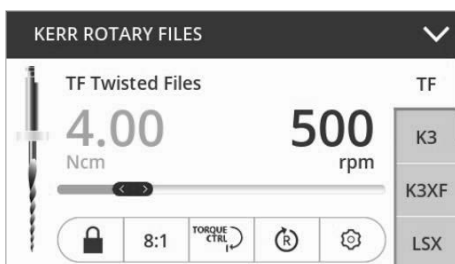 KERR ROTARY FILES
TF Twisted Files
TF
4.00
500
Ncm
rpm
K3
K3XF
8:1
TORQUE
CTRL
R
LSX